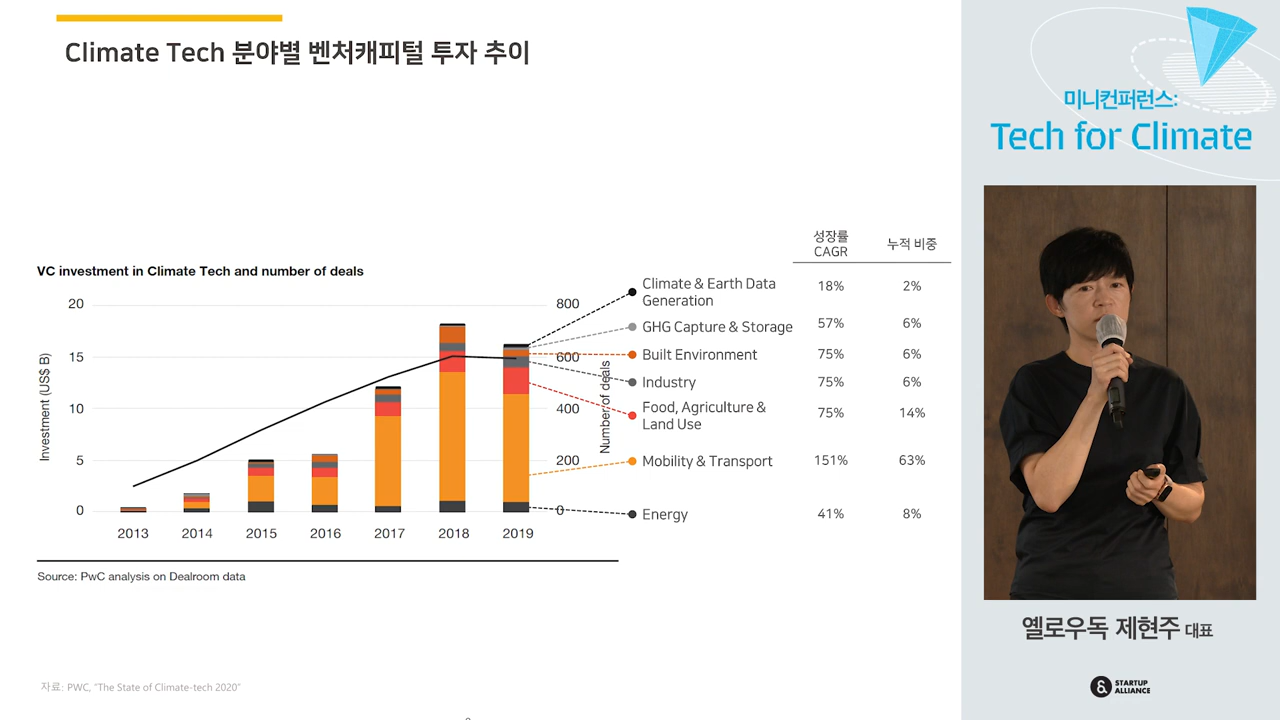 Climate Tech 분야별 벤처캐피털 투자 추이
VC investment in Climate Tech and number of deals
Investment (US$ B)
20
15
10
5
0
2013
2014
2015
2016
2017
2018
2019
800
600
400
200
0
Number of deals
성장률
CAGR
누적 비중
Climate & Earth Data
Generation
18%
2%
GHG Capture & Storage
57%
6%
Built Environment
75%
6%
Industry
75%
6%
Food, Agriculture &
Land Use
75%
14%
Mobility & Transport
151%
63%
Energy
41%
8%
Source: PwC analysis on Dealroom data
자료: PWC, "The State of Climate-tech 2020"
미니컨퍼런스:
Tech for Climate
옐로우독 제현주 대표
STARTUP
ALLIANCE